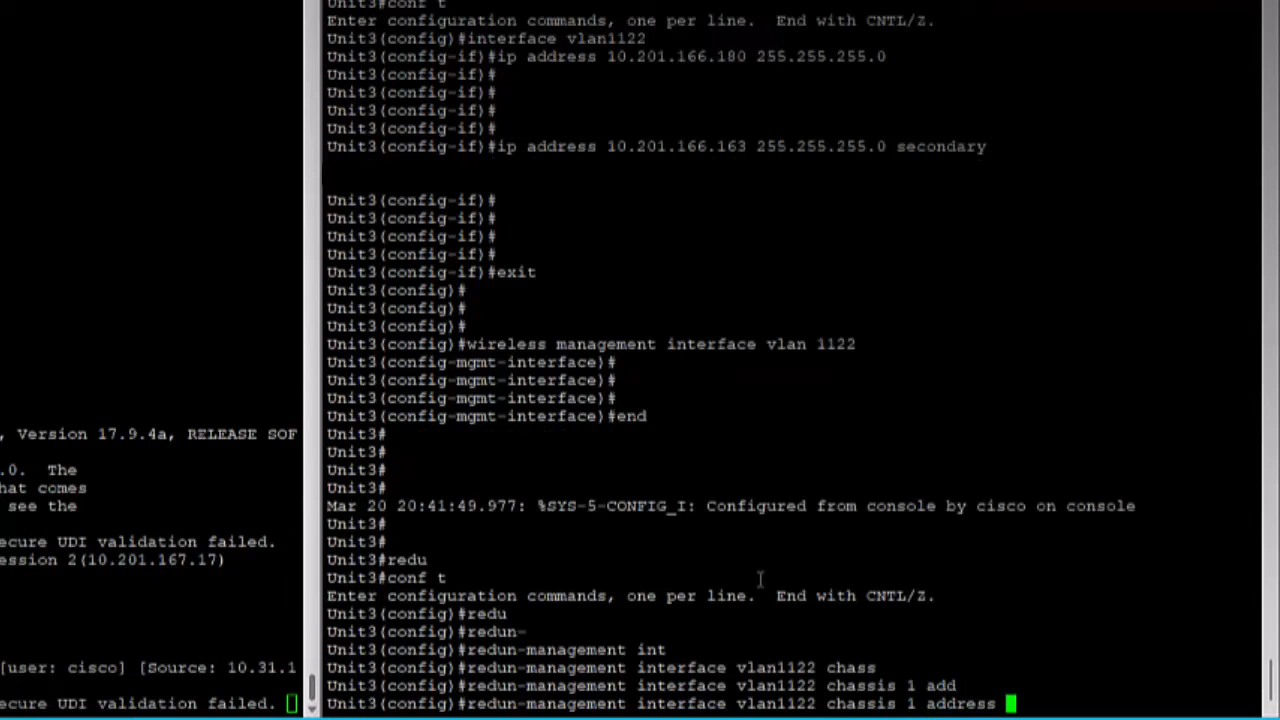 Unit3#conf t
Enter configuration commands, one per line.  End with CNTL/Z.
Unit3(config)#interface vlan1122
Unit3(config-if)#ip address 10.201.166.180 255.255.255.0
Unit3(config-if)#
Unit3(config-if)#
Unit3(config-if)#
Unit3(config-if)#
Unit3(config-if)#ip address 10.201.166.163 255.255.255.0 secondary
Unit3(config-if)#
Unit3(config-if)#
Unit3(config-if)#
Unit3(config-if)#
Unit3(config-if)#exit
Unit3(config)#
Unit3(config)#
Unit3(config)#
Unit3(config)#wireless management interface vlan 1122
Unit3(config-mgmt-interface)#
Unit3(config-mgmt-interface)#
Unit3(config-mgmt-interface)#
Unit3(config-mgmt-interface)#end
Unit3#
Unit3#
Unit3#
Unit3#
Mar 20 20:41:49.977: %SYS-5-CONFIG_I: Configured from console by cisco on console
Unit3#
Unit3#
Unit3#redu
Unit3#conf t
Enter configuration commands, one per line.  End with CNTL/Z.
Unit3(config)#redu
Unit3(config)#redun-
Unit3(config)#redun-management int
Unit3(config)#redun-management interface vlan1122 chass
Unit3(config)#redun-management interface vlan1122 chassis 1 add
Unit3(config)#redun-management interface vlan1122 chassis 1 address
, Version 17.9.4a, RELEASE SOF
.0.  The
hat comes
see the
ecure UDI validation failed.
ession 2(10.201.167.17)
[user: cisco] [Source: 10.31.1
ecure UDI validation failed.